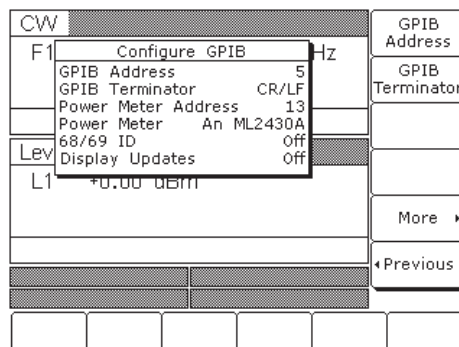 CW
F1
Hz
Configure GPIB
GPIB Address 5
GPIB Terminator CR/LF
Power Meter Address 13
Power Meter An ML2430A
68/69 ID Off
Display Updates Off
Lev
L1 +0.00 dBm
GPIB
Address
GPIB
Terminator
More
Previous